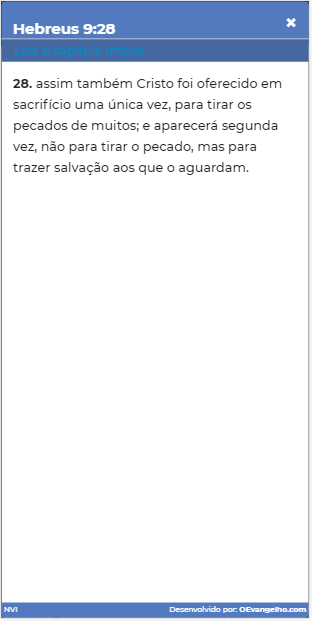 Hebreus 9:28
✖
Leia o capítulo inteiro
28. assim também Cristo foi oferecido em
sacrifício uma única vez, para tirar os
pecados de muitos; e aparecerá segunda
vez, não para tirar o pecado, mas para
trazer salvação aos que o aguardam.
NVI
Desenvolvido por: OEvangelho.com